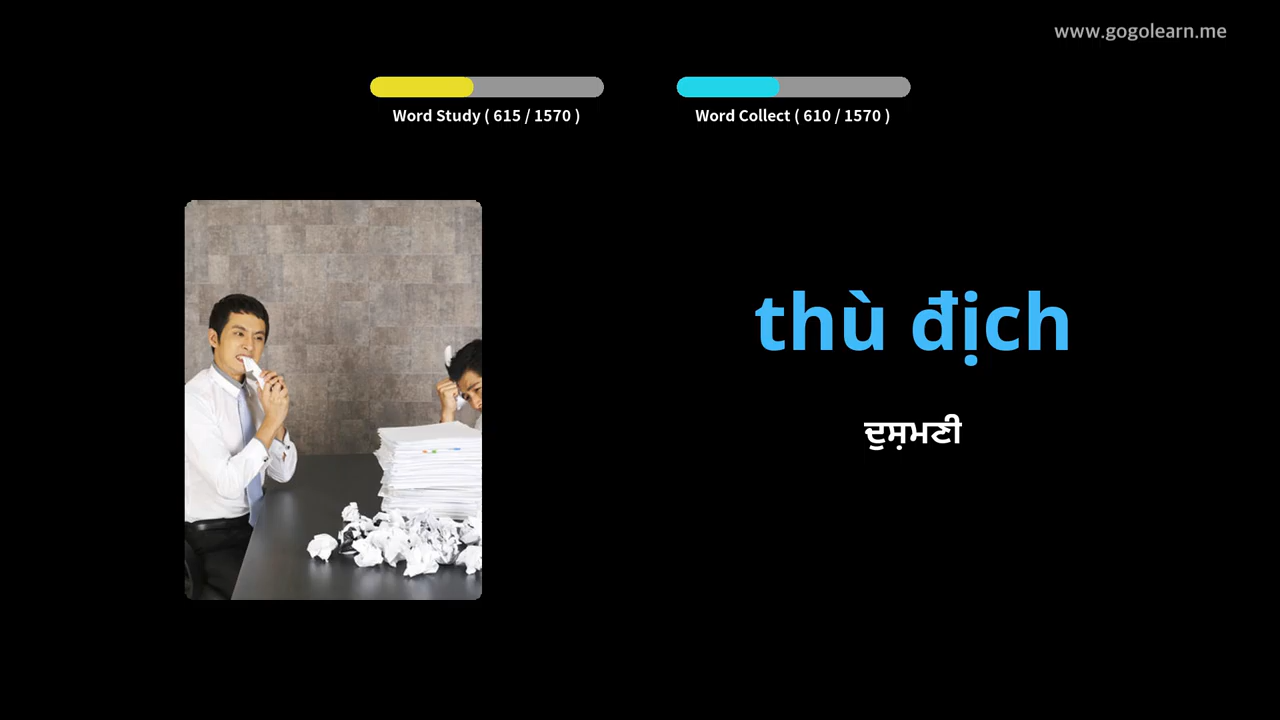 www.gogolearn.me
Word Study ( 615 / 1570 )
Word Collect ( 610 / 1570 )
thù địch
ਦੁਸ਼ਮਣੀ